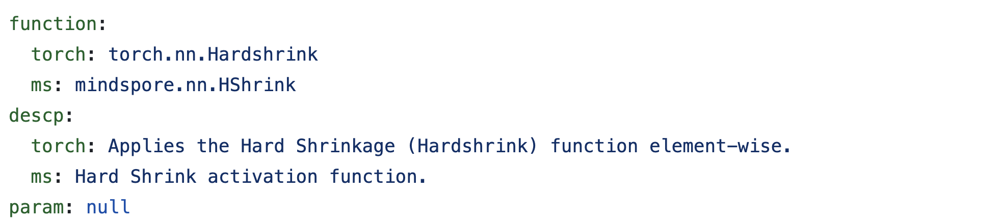 function:
  torch: torch.nn.Hardshrink
  ms: mindspore.nn.HShrink
descp:
  torch: Applies the Hard Shrinkage (Hardshrink) function element-wise.
  ms: Hard Shrink activation function.
param: null